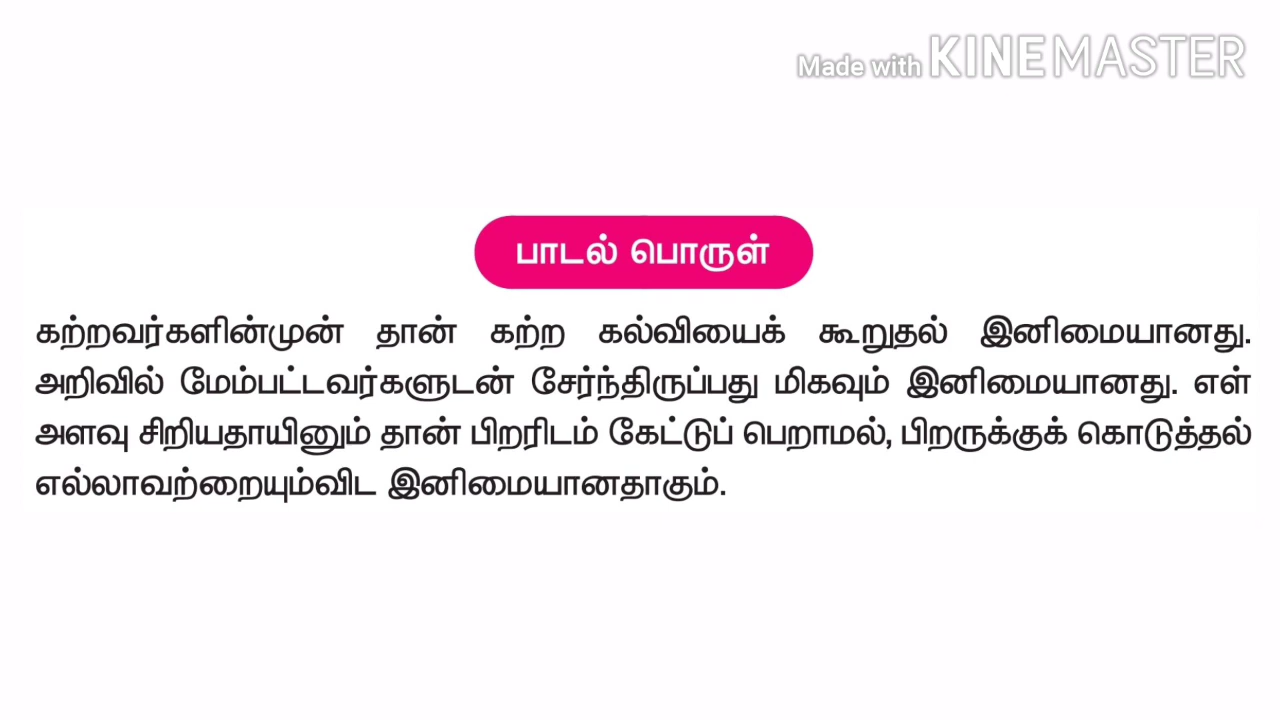 Made with KINEMASTER
பாடல் பொருள்
கற்றவர்களின்முன் தான் கற்ற கல்வியைக் கூறுதல் இனிமையானது.
அறிவில் மேம்பட்டவர்களுடன் சேர்ந்திருப்பது மிகவும் இனிமையானது. எள்
அளவு சிறியதாயினும் தான் பிறரிடம் கேட்டுப் பெறாமல், பிறருக்குக் கொடுத்தல்
எல்லாவற்றையும்விட இனிமையானதாகும்.